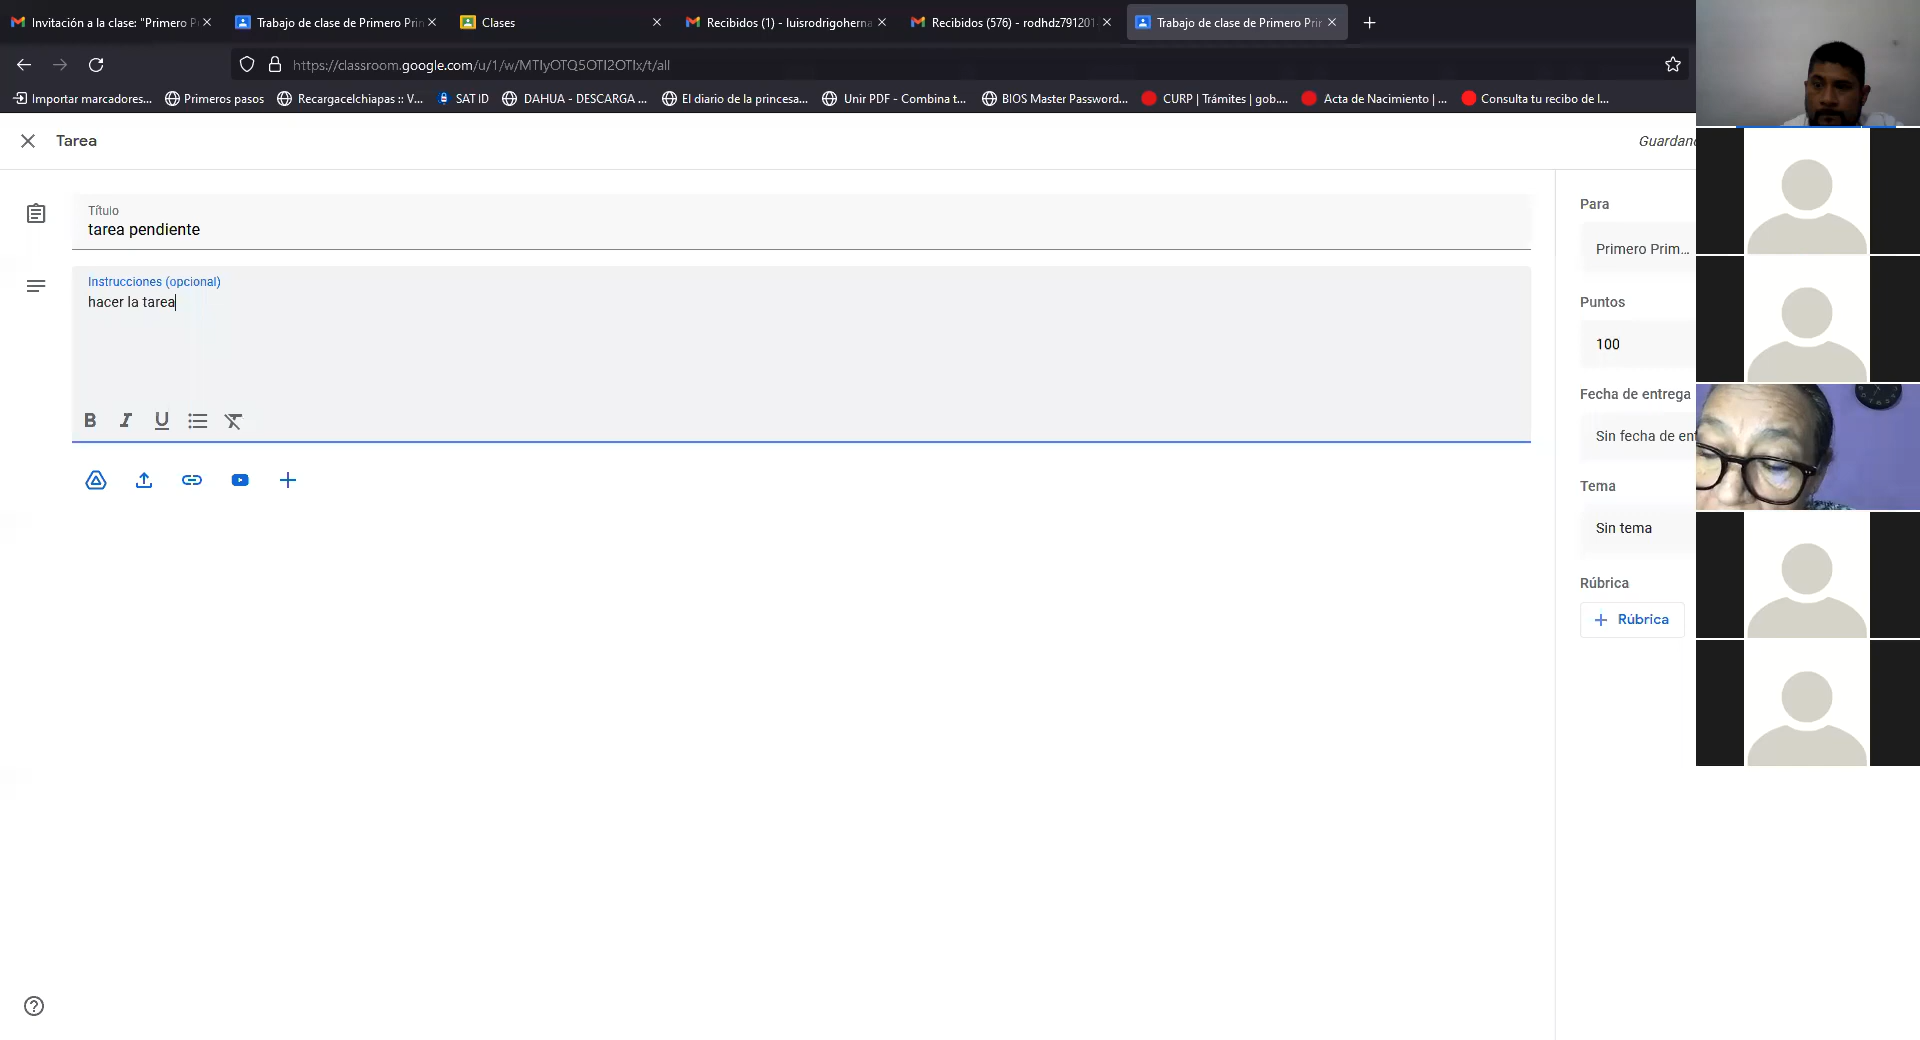 Invitación a la clase: "Primero P
Trabajo de clase de Primero Prin
Clases
Recibidos (1) - luisrodrigoherna
Recibidos (576) - rodhdz791201
Trabajo de clase de Primero Prin
https://classroom.google.com/u/1/w/MTIyOTQ5OTI2OTIx/t/all
Importar marcadores...
Primeros pasos
Recargacelchiapas :: V...
SAT ID
DAHUA - DESCARGA ...
El diario de la princesa...
Unir PDF - Combina t...
BIOS Master Password...
CURP | Trámites | gob....
Acta de Nacimiento | ...
Consulta tu recibo de l...
Tarea
Guardand
Título
tarea pendiente
Instrucciones (opcional)
hacer la tarea
B I U
Para
Primero Prim...
Puntos
100
Fecha de entrega
Sin fecha de ent
Tema
Sin tema
Rúbrica
+ Rúbrica